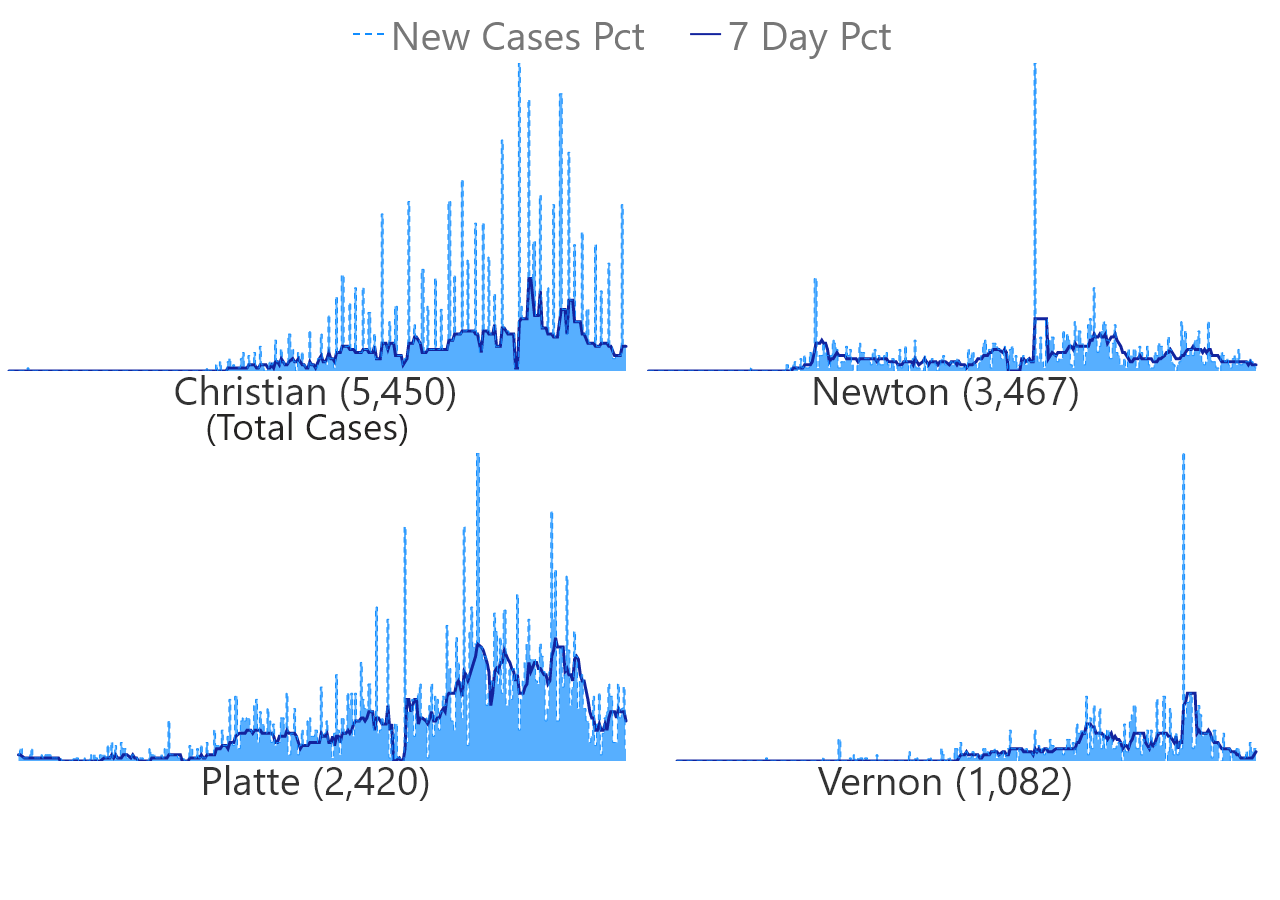 New Cases Pct 7 Day Pct
Christian (5,450) Newton (3,467)
(Total Cases)
Platte (2,420) Vernon (1,082)